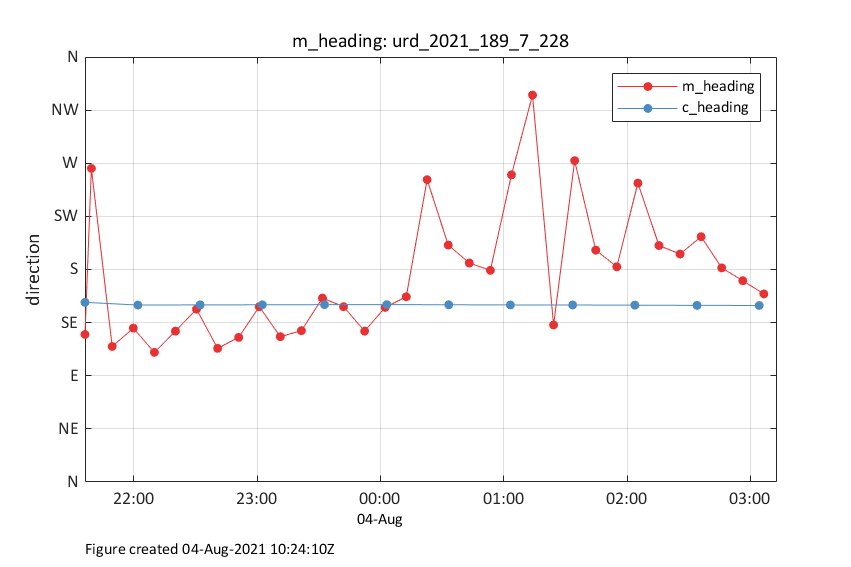 m_heading: urd_2021_189_7_228
N
NW
W
SW
S
SE
E
NE
N
direction
m_heading
c_heading
22:00 23:00 00:00 01:00 02:00 03:00
04-Aug
Figure created 04-Aug-2021 10:24:10Z